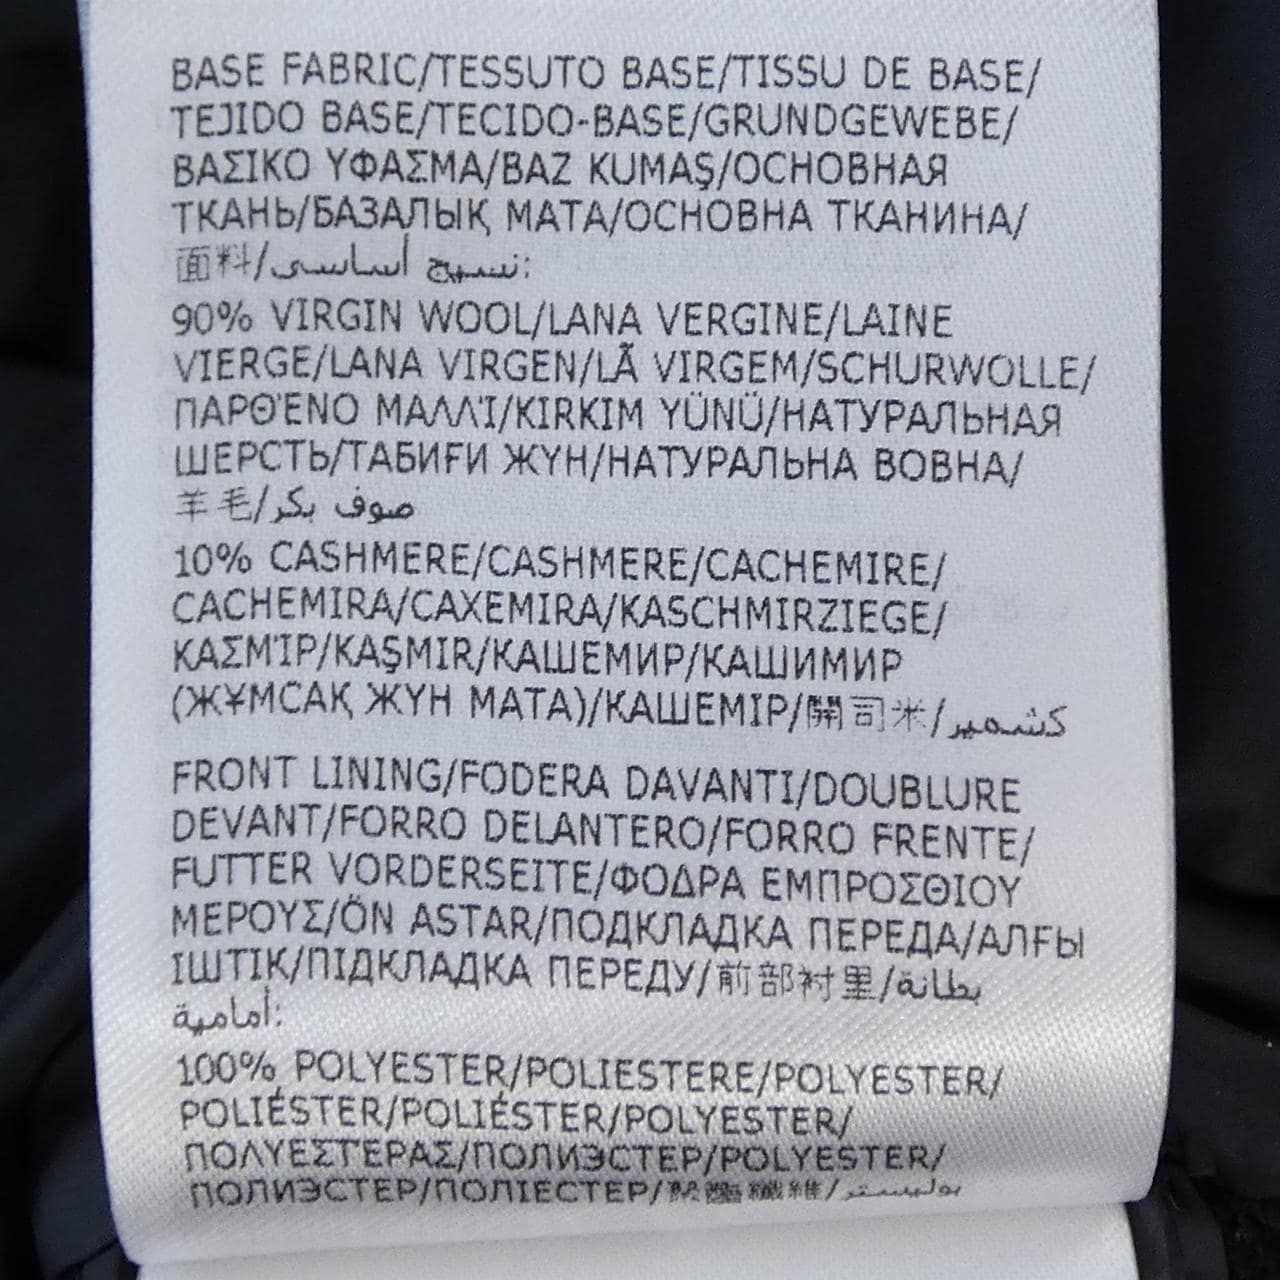 BASE FABRIC/TESSUTO BASE/TISSU DE BASE/
TEJIDO BASE/TECIDO-BASE/GRUNDGEWEBE/
ΒΑΣΙΚΟ ΥΦΑΣΜΑ/BAZ KUMAŞ/ОСНОВНАЯ
ТКАНЬ/БАЗАЛЫҚ МАТА/ОСНОВНА ТКАНИНА/
面料/نسيج أساسى:
90% VIRGIN WOOL/LANA VERGINE/LAINE
VIERGE/LANA VIRGEN/LÃ VIRGEM/SCHURWOLLE/
ΠΑΡΘΈΝΟ ΜΑΛΛΊ/KIRKIM YÜNÜ/НАТУРАЛЬНАЯ
ШЕРСТЬ/ТАБИҒИ ЖҮН/НАТУРАЛЬНА ВОВНА/
羊毛/صوف بكر
10% CASHMERE/CASHMERE/CACHEMIRE/
CACHEMIRA/CAXEMIRA/KASCHMIRZIEGE/
ΚΑΣΜΊΡ/KAŞMIR/КАШЕМИР/КАШИМИР
(ЖҰМСАҚ ЖҮН МАТА)/КАШЕМІР/開司米/كشمير
FRONT LINING/FODERA DAVANTI/DOUBLURE
DEVANT/FORRO DELANTERO/FORRO FRENTE/
FUTTER VORDERSEITE/ΦΟΔΡΑ ΕΜΠΡΟΣΘΙΟΥ
ΜΕΡΟΥΣ/ÖN ASTAR/ПОДКЛАДКА ПЕРЕДА/АЛҒЫ
ІШТІК/ПІДКЛАДКА ПЕРЕДУ/前部衬里/بطانة
أمامية:
100% POLYESTER/POLIESTERE/POLYESTER/
POLIÉSTER/POLIÉSTER/POLYESTER/
ΠΟΛΥΕΣΤΕΡΑΣ/ПОЛИЭСТЕР/POLYESTER/
ПОЛИЭСТЕР/ПОЛІЕСТЕР/聚酯纖維/بوليستر